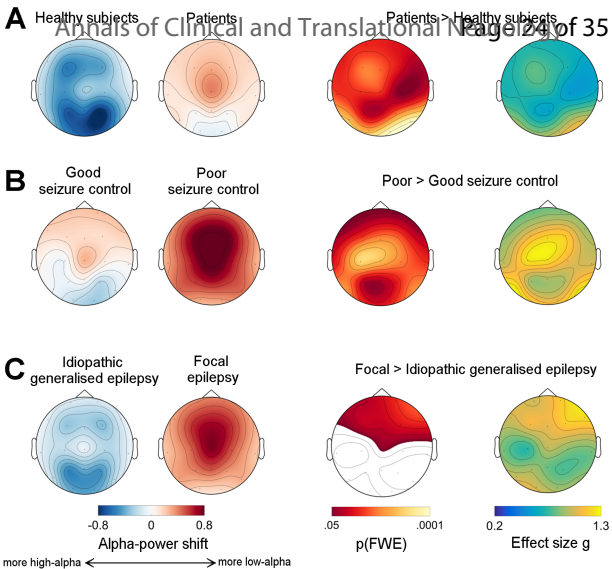 A Healthy subjects Patients Patients > Healthy subjects
Annals of Clinical and Translational Neurology
Page 24 of 35
B Good seizure control Poor seizure control Poor > Good seizure control
C Idiopathic generalised epilepsy Focal epilepsy Focal > Idiopathic generalised epilepsy
-0.8 0 0.8 .05 .0001 0.2 1.3
Alpha-power shift p(FWE) Effect size g
more high-alpha more low-alpha